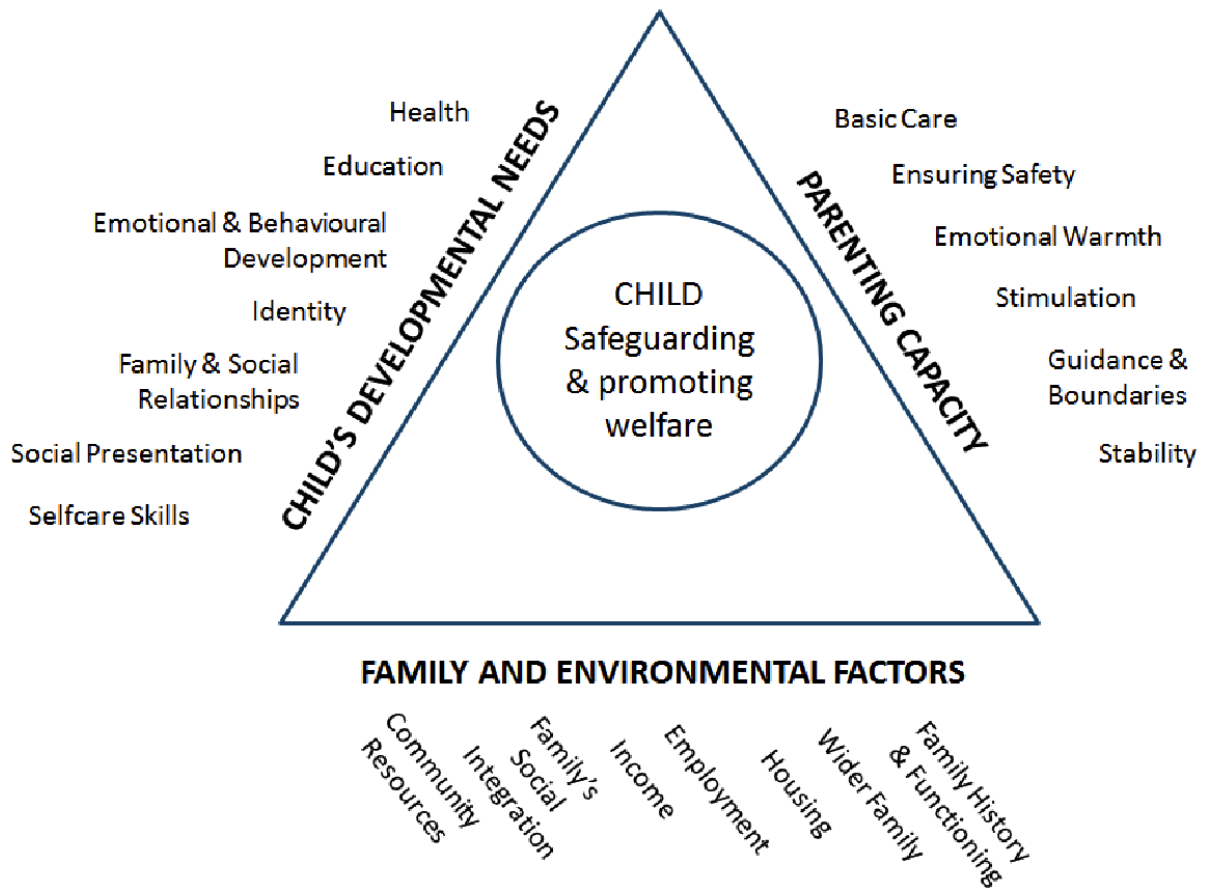 Health
Education
Emotional & Behavioural
Development
Identity
Family & Social
Relationships
Social Presentation
Selfcare Skills
CHILD'S DEVELOPMENTAL NEEDS
CHILD
Safeguarding
& promoting
welfare
PARENTING CAPACITY
Basic Care
Ensuring Safety
Emotional Warmth
Stimulation
Guidance &
Boundaries
Stability
FAMILY AND ENVIRONMENTAL FACTORS
Community
Resources
Family's
Social
Integration
Income
Employment
Housing
Wider Family
Family History
& Functioning